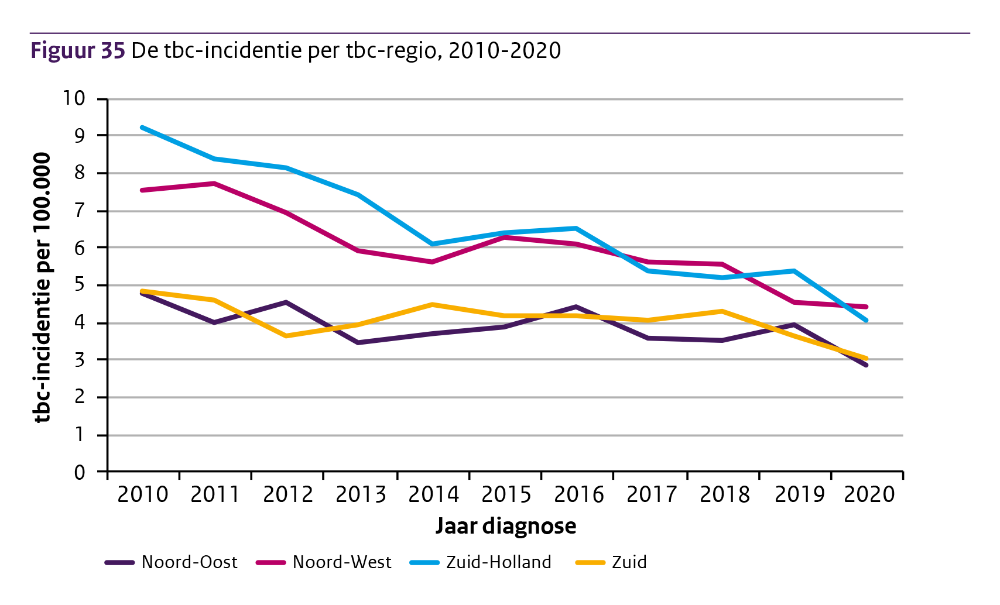 Figuur 35 De tbc-incidentie per tbc-regio, 2010-2020
tbc-incidentie per 100.000
10
9
8
7
6
5
4
3
2
1
0
2010 2011 2012 2013 2014 2015 2016 2017 2018 2019 2020
Jaar diagnose
Noord-Oost Noord-West Zuid-Holland Zuid